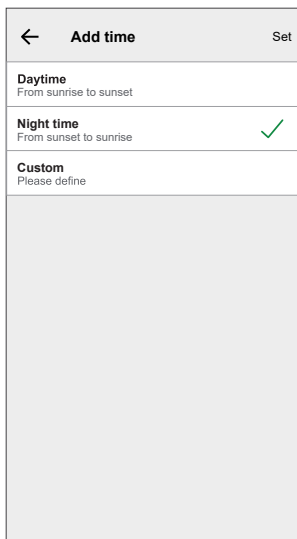 Add time
Set
Daytime
From sunrise to sunset
Night time
From sunset to sunrise
Custom
Please define